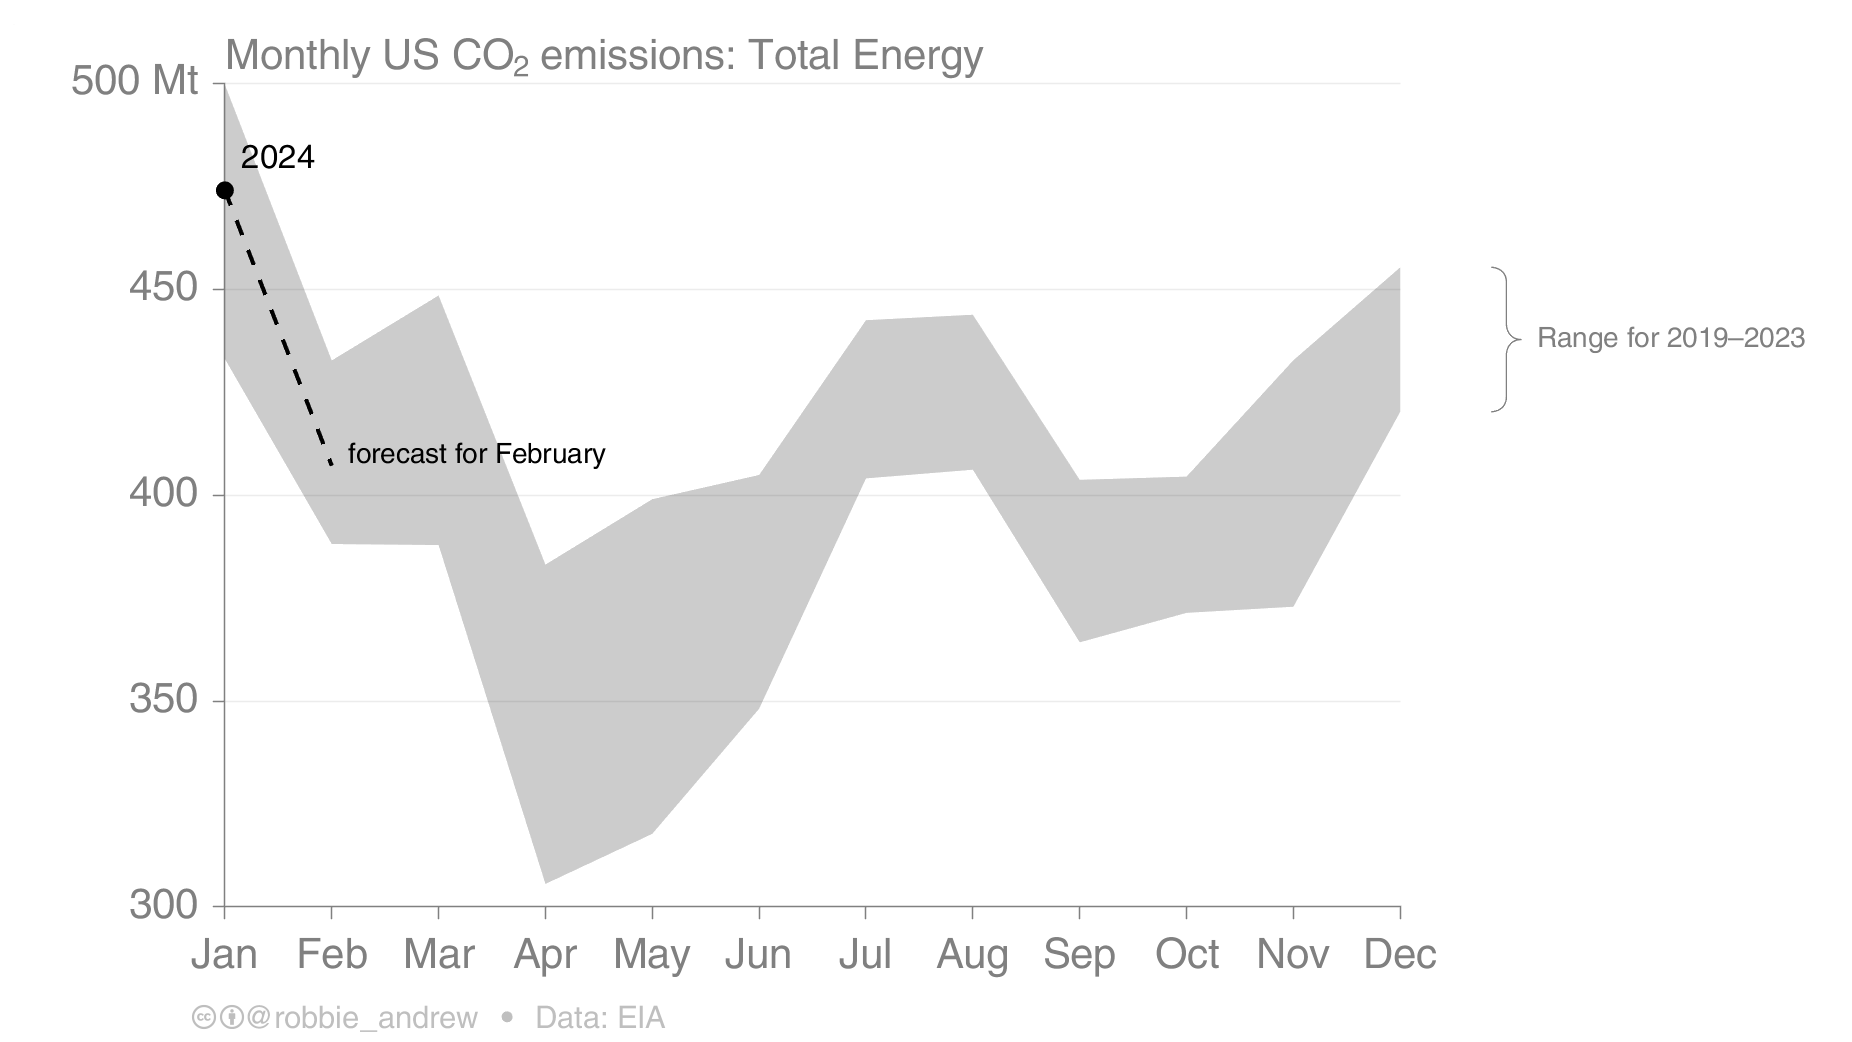 Monthly US CO₂ emissions: Total Energy
500 Mt
2024
450
Range for 2019–2023
forecast for February
400
350
300
Jan Feb Mar Apr May Jun Jul Aug Sep Oct Nov Dec
cc @robbie_andrew • Data: EIA